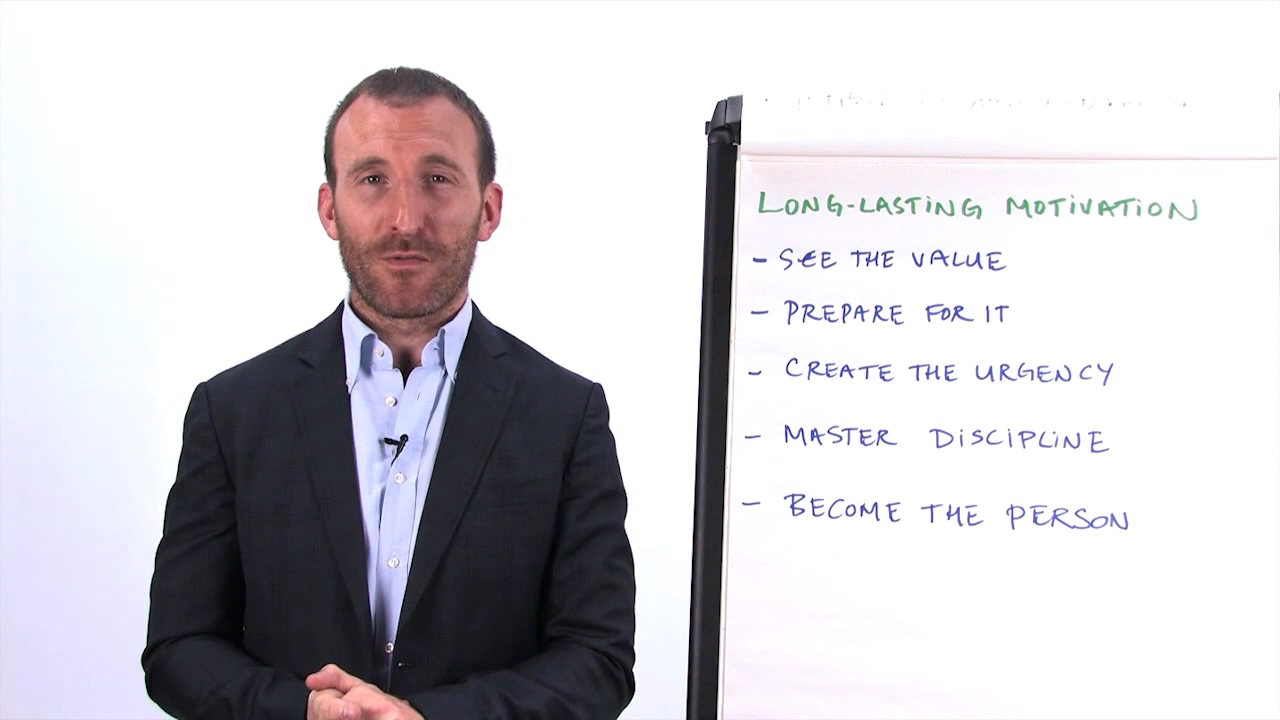 LONG-LASTING MOTIVATION
- SEE THE VALUE
- PREPARE FOR IT
- CREATE THE URGENCY
- MASTER DISCIPLINE
- BECOME THE PERSON